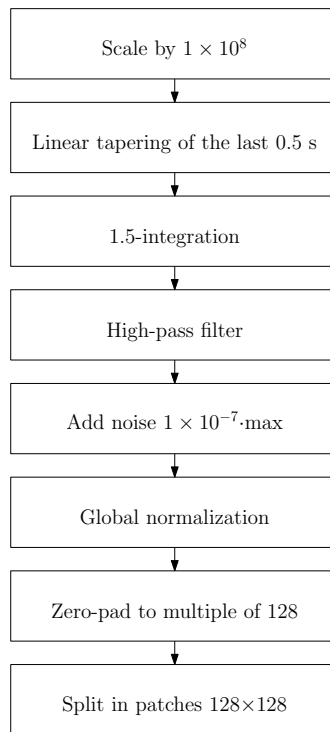 Scale by 1 × 10⁸
Linear tapering of the last 0.5 s
1.5-integration
High-pass filter
Add noise 1 × 10⁻⁷·max
Global normalization
Zero-pad to multiple of 128
Split in patches 128×128